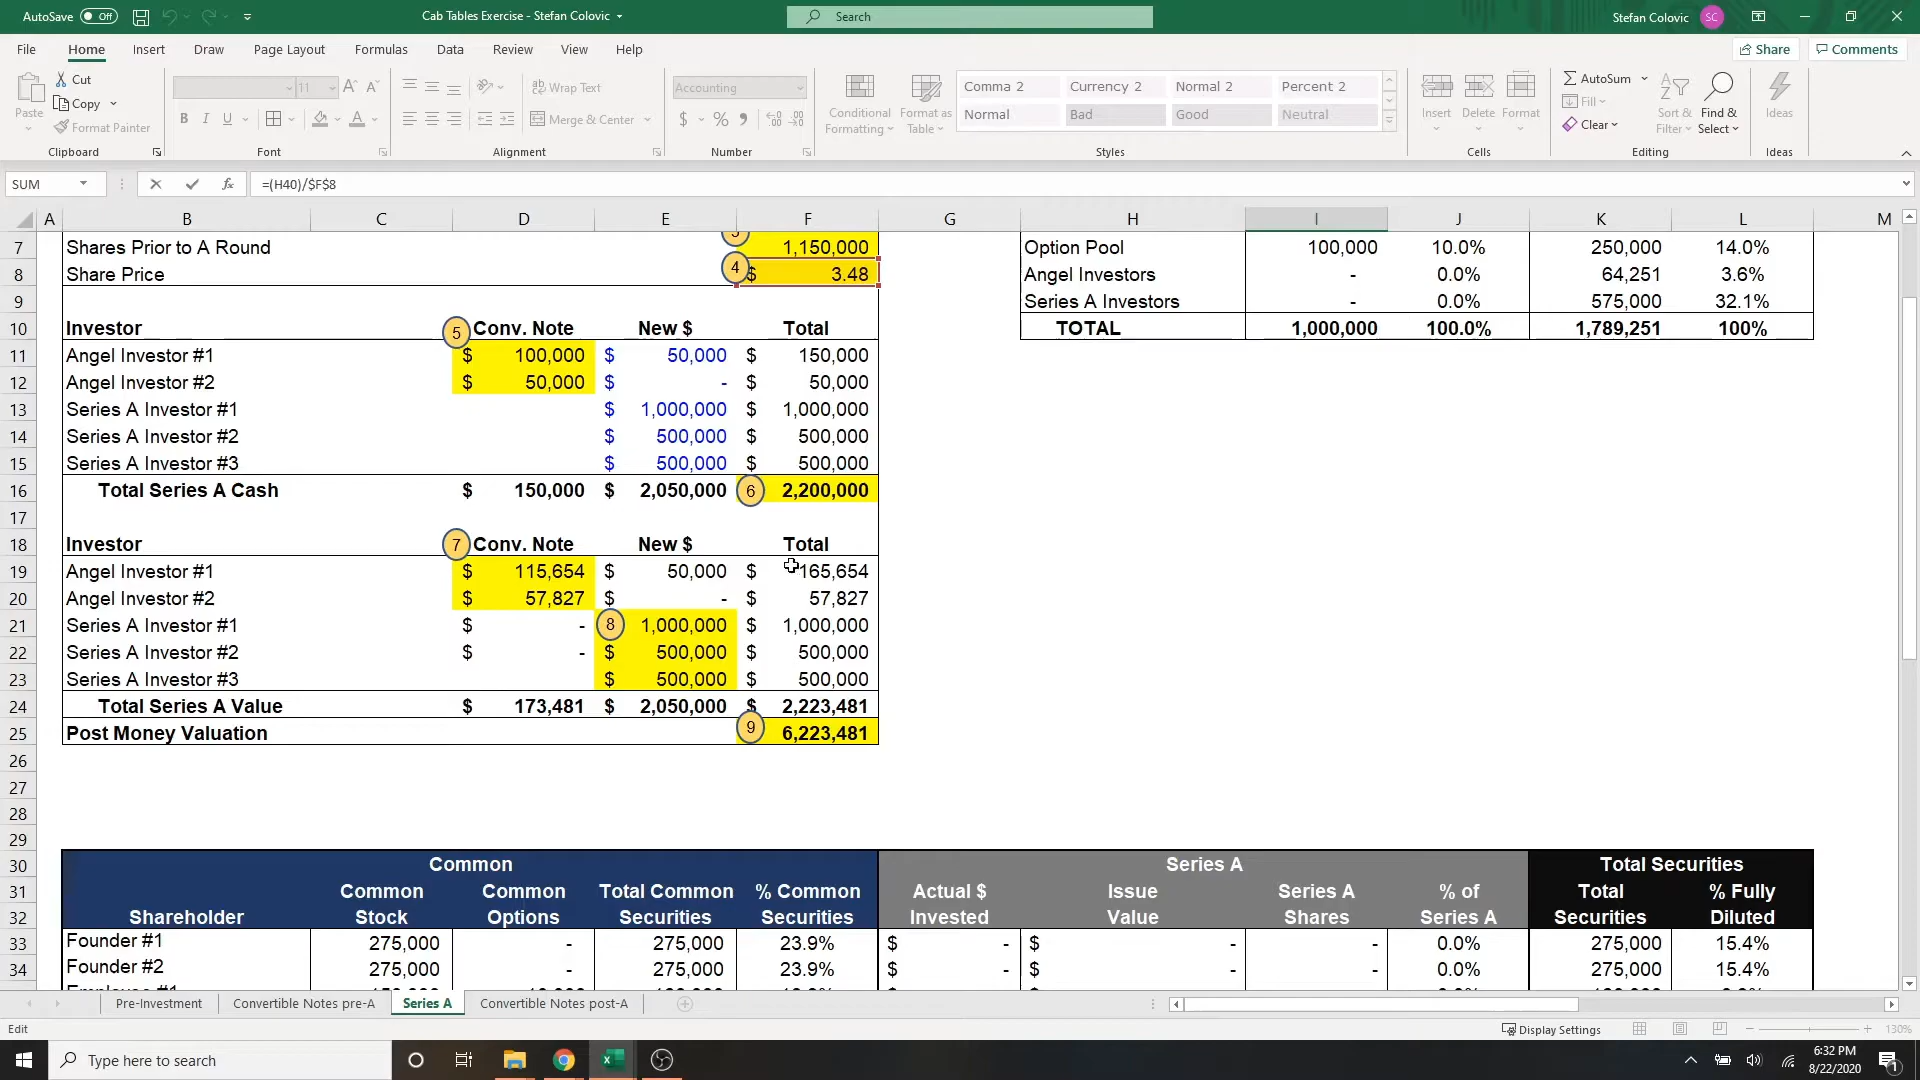 AutoSave Off Cab Tables Exercise - Stefan Colovic Search Stefan Colovic SC
File Home Insert Draw Page Layout Formulas Data Review View Help Share Comments
Paste Cut Copy Format Painter Clipboard
11 A A B I U A Font
ab Wrap Text Merge & Center Alignment
Accounting $ % 9 Number
Conditional Formatting Format as Table Comma 2 Currency 2 Normal 2 Percent 2 Normal Bad Good Neutral Styles
Insert Delete Format Cells
AutoSum Fill Clear Sort & Filter Find & Select Editing
Ideas Ideas
SUM fx =(H40)/$F$8
A B C D E F G H I J K L M
7 Shares Prior to A Round 1,150,000 Option Pool 100,000 10.0% 250,000 14.0%
8 Share Price 4 $ 3.48 Angel Investors - 0.0% 64,251 3.6%
9 Series A Investors - 0.0% 575,000 32.1%
10 Investor 5 Conv. Note New $ Total TOTAL 1,000,000 100.0% 1,789,251 100%
11 Angel Investor #1 $ 100,000 $ 50,000 $ 150,000
12 Angel Investor #2 $ 50,000 $ - $ 50,000
13 Series A Investor #1 $ 1,000,000 $ 1,000,000
14 Series A Investor #2 $ 500,000 $ 500,000
15 Series A Investor #3 $ 500,000 $ 500,000
16 Total Series A Cash $ 150,000 $ 2,050,000 6 2,200,000
17
18 Investor 7 Conv. Note New $ Total
19 Angel Investor #1 $ 115,654 $ 50,000 $ 165,654
20 Angel Investor #2 $ 57,827 $ - $ 57,827
21 Series A Investor #1 $ - 8 1,000,000 $ 1,000,000
22 Series A Investor #2 $ - $ 500,000 $ 500,000
23 Series A Investor #3 $ 500,000 $ 500,000
24 Total Series A Value $ 173,481 $ 2,050,000 $ 2,223,481
25 Post Money Valuation 9 6,223,481
26
27
28
29
30 Common Series A Total Securities
31 Common Common Total Common % Common Actual $ Issue Series A % of Total % Fully
32 Shareholder Stock Options Securities Securities Invested Value Shares Series A Securities Diluted
33 Founder #1 275,000 - 275,000 23.9% $ - $ - - 0.0% 275,000 15.4%
34 Founder #2 275,000 - 275,000 23.9% $ - $ - - 0.0% 275,000 15.4%
Pre-Investment Convertible Notes pre-A Series A Convertible Notes post-A
Edit Display Settings 130%
Type here to search 6:32 PM
8/22/2020 1